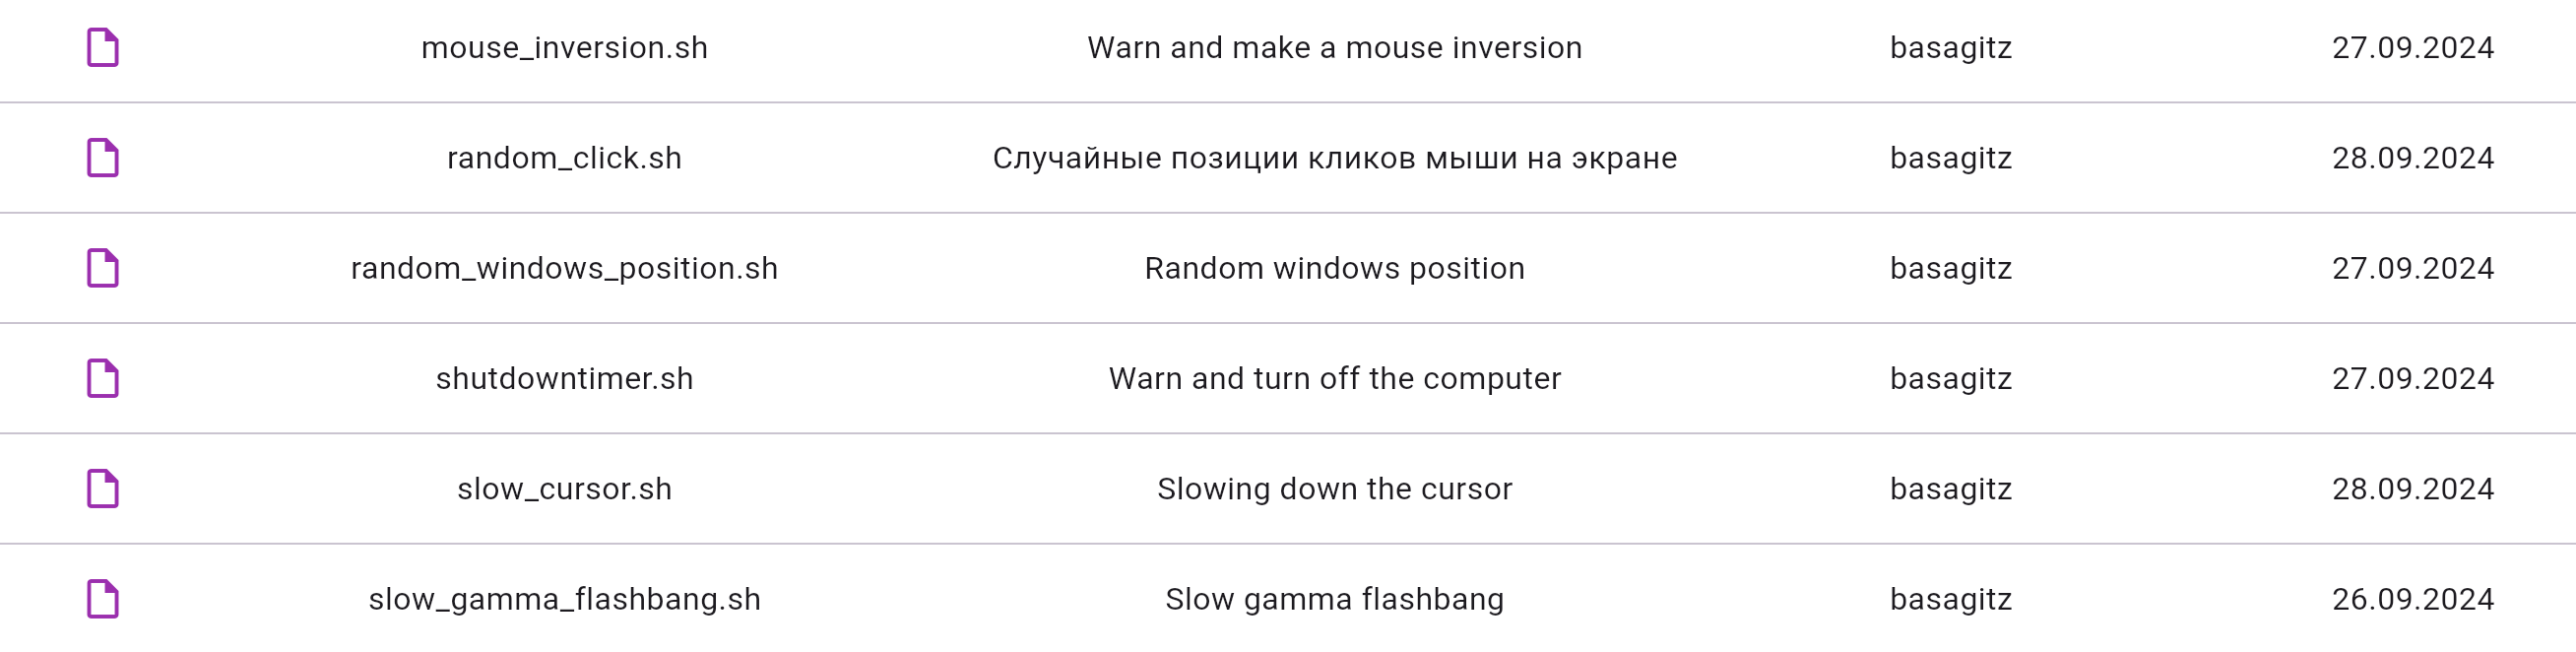 mouse_inversion.sh Warn and make a mouse inversion basagitz 27.09.2024
random_click.sh Случайные позиции кликов мыши на экране basagitz 28.09.2024
random_windows_position.sh Random windows position basagitz 27.09.2024
shutdowntimer.sh Warn and turn off the computer basagitz 27.09.2024
slow_cursor.sh Slowing down the cursor basagitz 28.09.2024
slow_gamma_flashbang.sh Slow gamma flashbang basagitz 26.09.2024